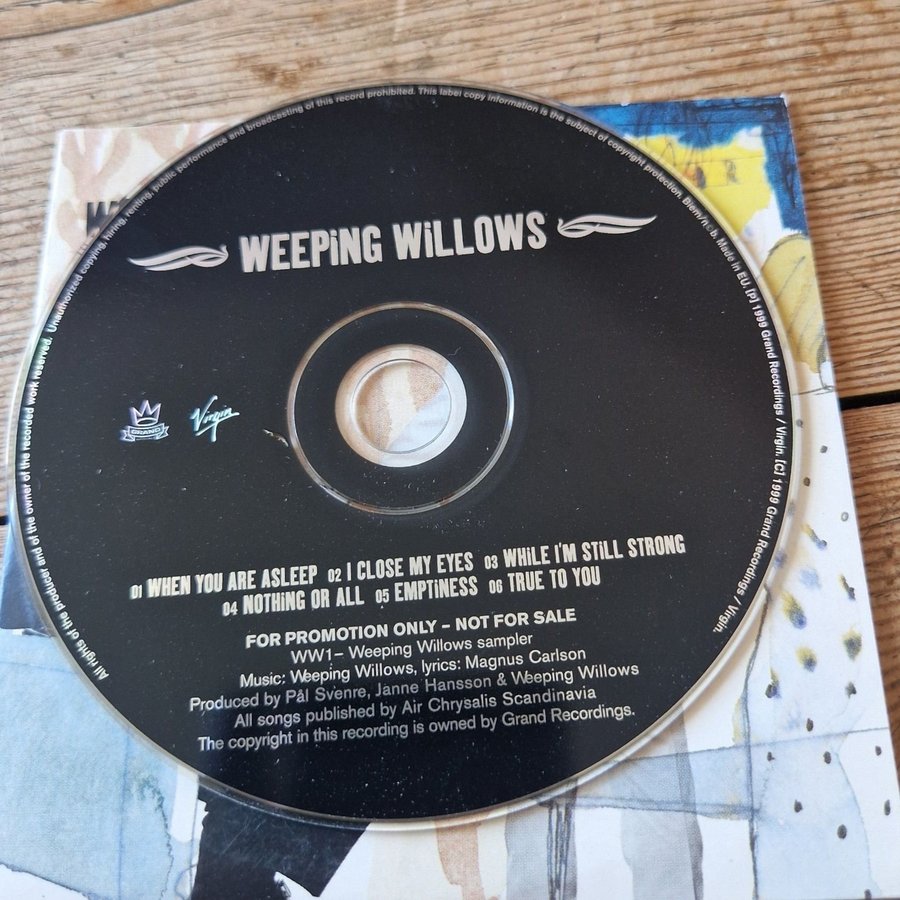 All rights of the producer and of the owner of the recorded work reserved. Unauthorized copying, hiring, renting, public performance and broadcasting of this record prohibited. This label copy information is the subject of copyright protection. Biem/n©b. Made in EU. [P] 1999 Grand Recordings / Virgin. [C] 1999 Grand Recordings / Virgin.
WEEPiNG WiLLOWS
GRAND
Virgin
01 WHEN YOU ARE ASLEEP 02 I CLOSE MY EYES 03 WHiLE I'M STiLL STRONG
04 NOTHiNG OR ALL 05 EMPTiNESS 06 TRUE TO YOU
FOR PROMOTION ONLY – NOT FOR SALE
WW1 – Weeping Willows sampler
Music: Weeping Willows, lyrics: Magnus Carlson
Produced by Pål Svenre, Janne Hansson & Weeping Willows
All songs published by Air Chrysalis Scandinavia
The copyright in this recording is owned by Grand Recordings.